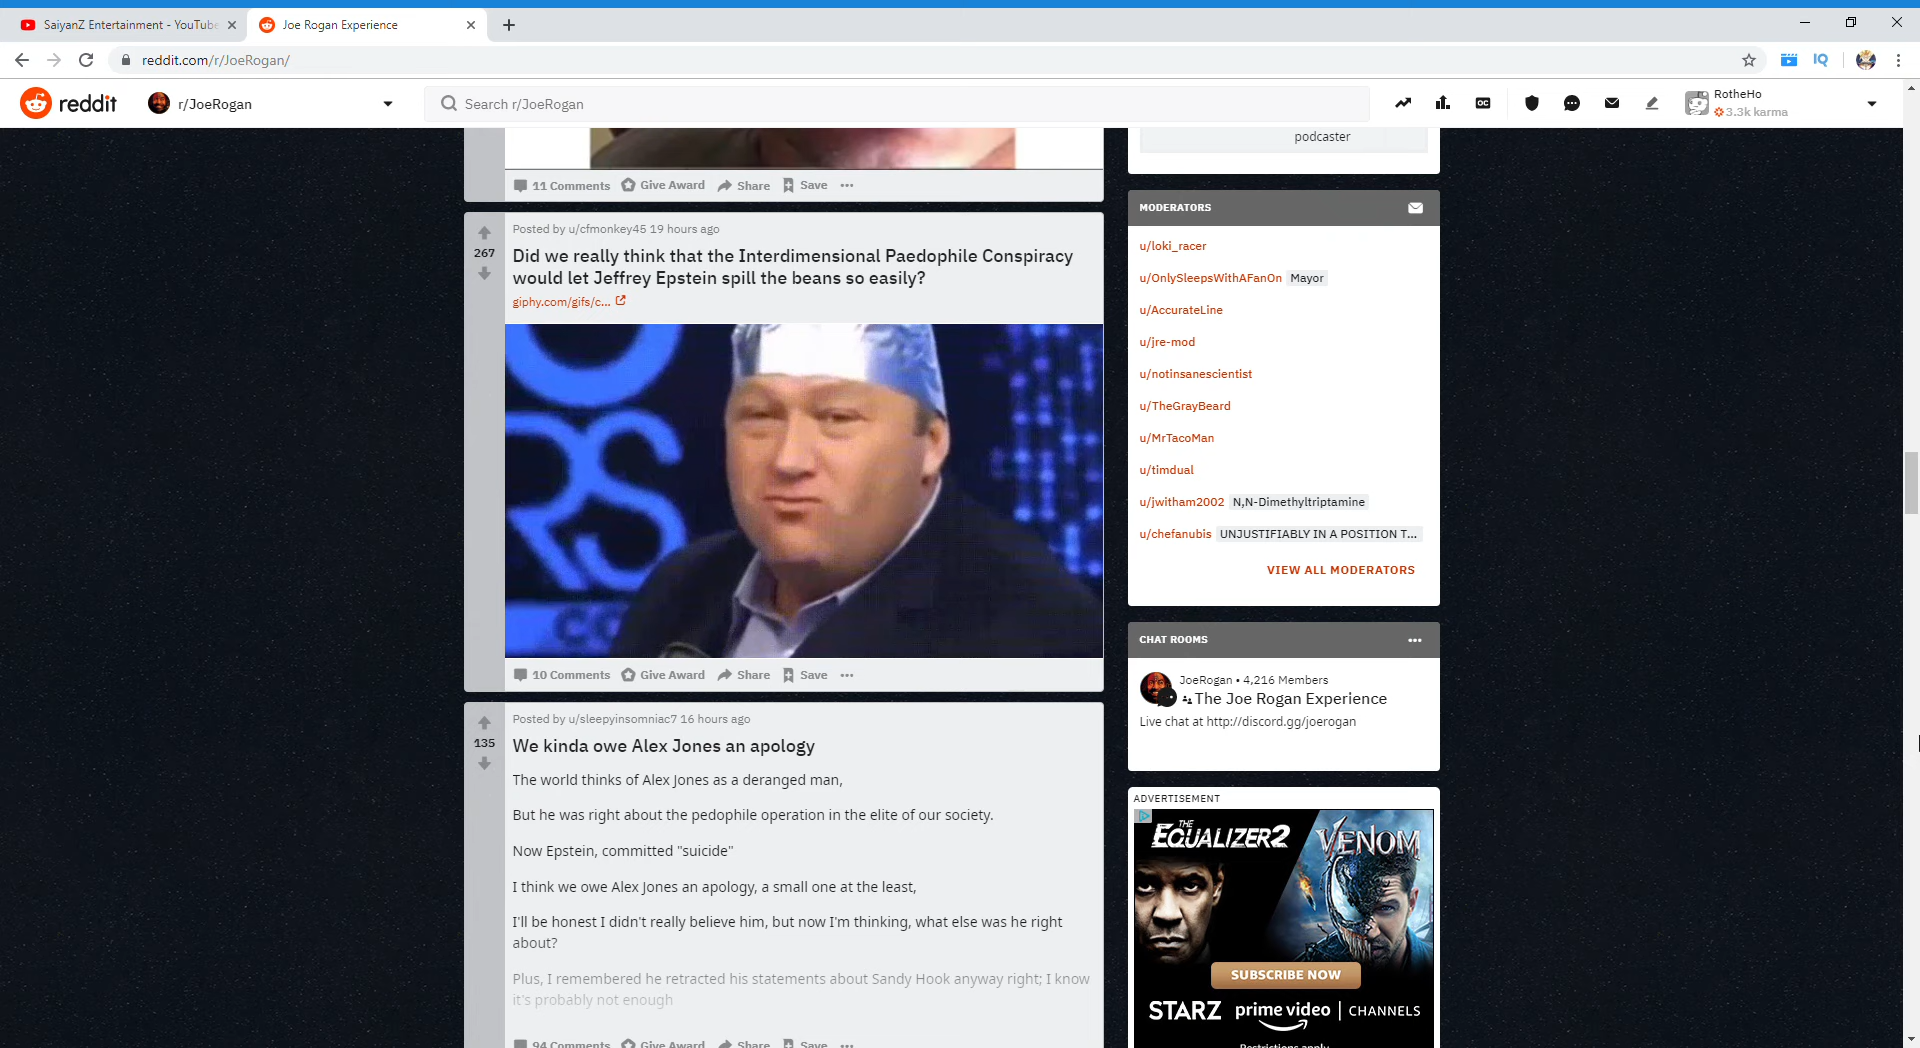 SaiyanZ Entertainment - YouTube
Joe Rogan Experience
reddit.com/r/JoeRogan/
IQ
reddit
r/JoeRogan
Search r/JoeRogan
OC
RotheHo
3.3k karma
podcaster
11 Comments Give Award Share Save
Posted by u/cfmonkey45 19 hours ago
267
Did we really think that the Interdimensional Paedophile Conspiracy
would let Jeffrey Epstein spill the beans so easily?
giphy.com/gifs/c...
O
RS
CO
10 Comments Give Award Share Save
Posted by u/sleepyinsomniac7 16 hours ago
135
We kinda owe Alex Jones an apology
The world thinks of Alex Jones as a deranged man,
But he was right about the pedophile operation in the elite of our society.
Now Epstein, committed "suicide"
I think we owe Alex Jones an apology, a small one at the least,
I'll be honest I didn't really believe him, but now I'm thinking, what else was he right
about?
Plus, I remembered he retracted his statements about Sandy Hook anyway right; I know
it's probably not enough
94 Comments Give Award Share Save
MODERATORS
u/loki_racer
u/OnlySleepsWithAFanOn Mayor
u/AccurateLine
u/jre-mod
u/notinsanescientist
u/TheGrayBeard
u/MrTacoMan
u/timdual
u/jwitham2002 N,N-Dimethyltriptamine
u/chefanubis UNJUSTIFIABLY IN A POSITION T...
VIEW ALL MODERATORS
CHAT ROOMS
JoeRogan • 4,216 Members
The Joe Rogan Experience
Live chat at http://discord.gg/joerogan
ADVERTISEMENT
THE
EQUALIZER2
VENOM
SUBSCRIBE NOW
STARZ prime video | CHANNELS
Restrictions apply